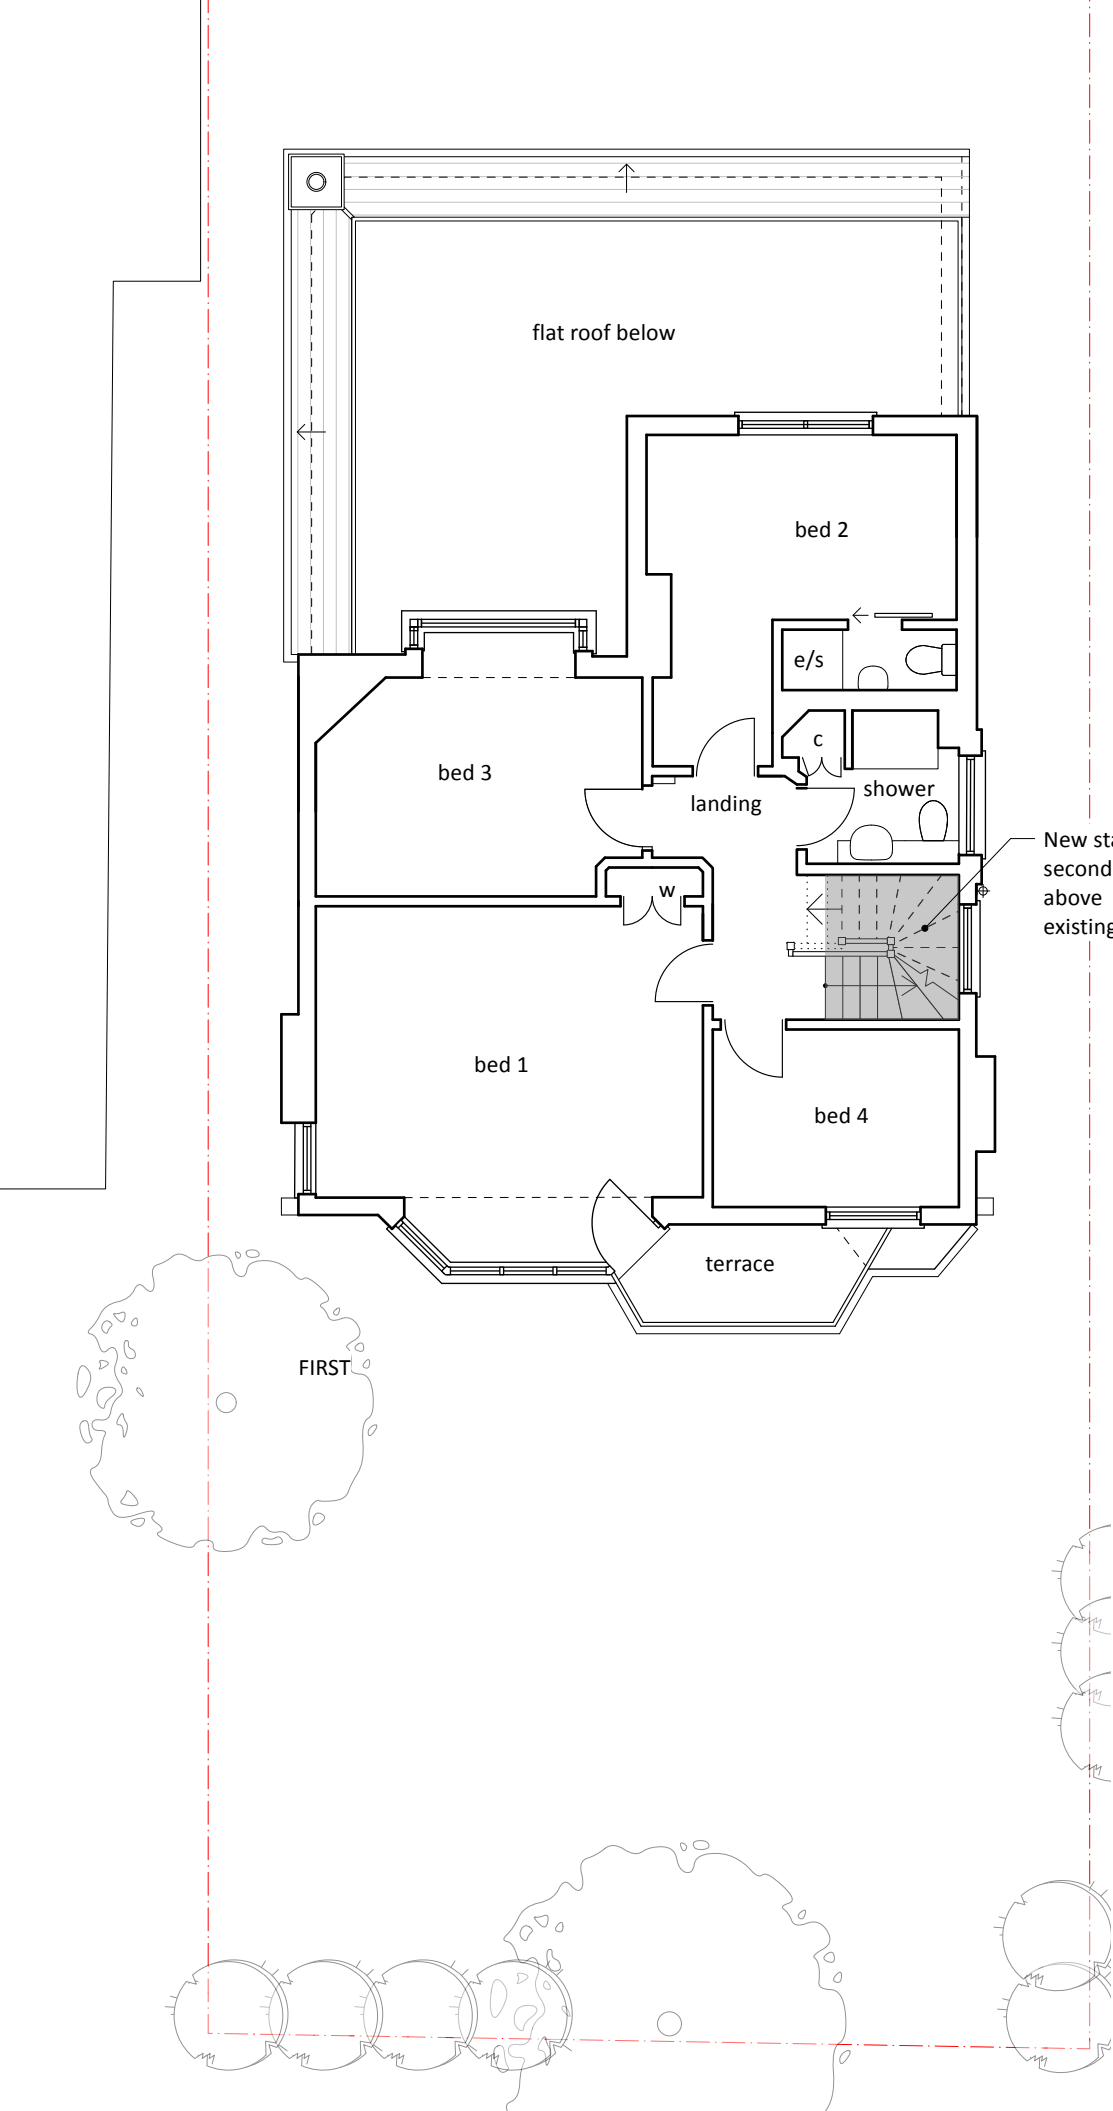 flat roof below
bed 2
e/s
c
bed 3
shower
landing
New
second
above
existing
w
bed 1
bed 4
terrace
FIRST